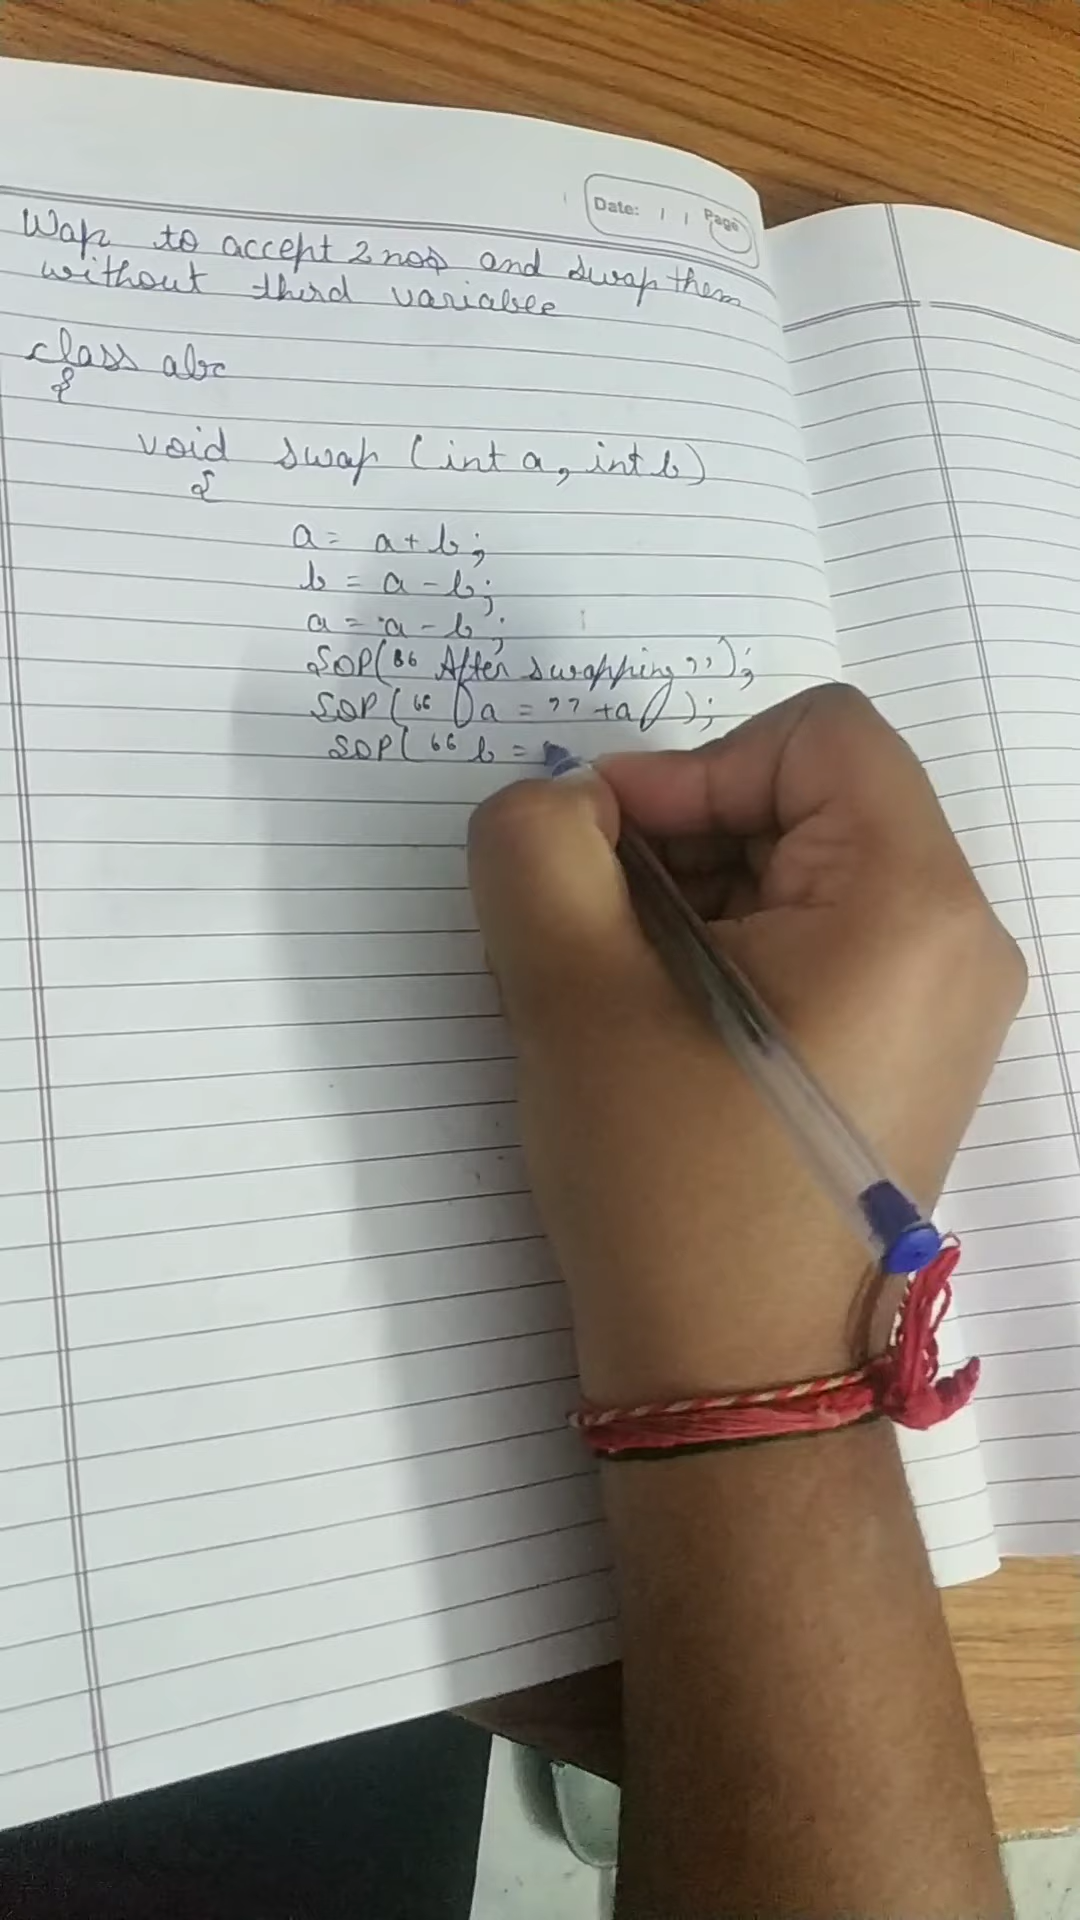 Date: / / Page
Wap to accept 2 nos and swap them
without third variable
class abc
{
void swap (int a, int b)
{
a = a + b;
b = a - b;
a = a - b;
SOP(“ After swapping ”);
SOP(“ a = ” +a );
SOP(“ b =